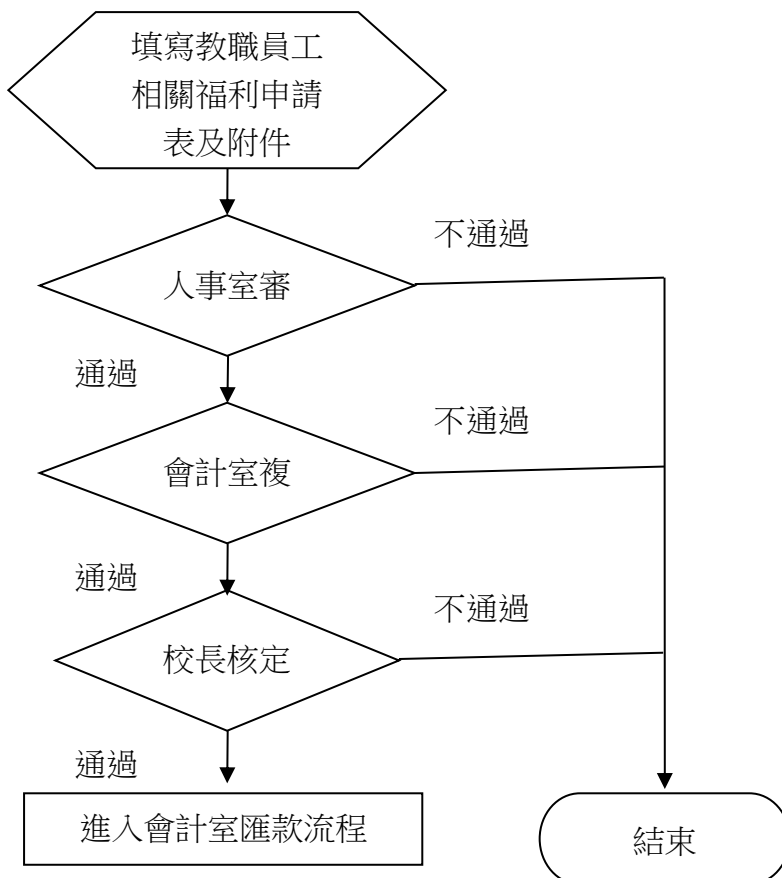 填寫教職員工
相關福利申請
表及附件
不通過
人事室審
通過
不通過
會計室複
通過
不通過
校長核定
通過
進入會計室匯款流程
結束